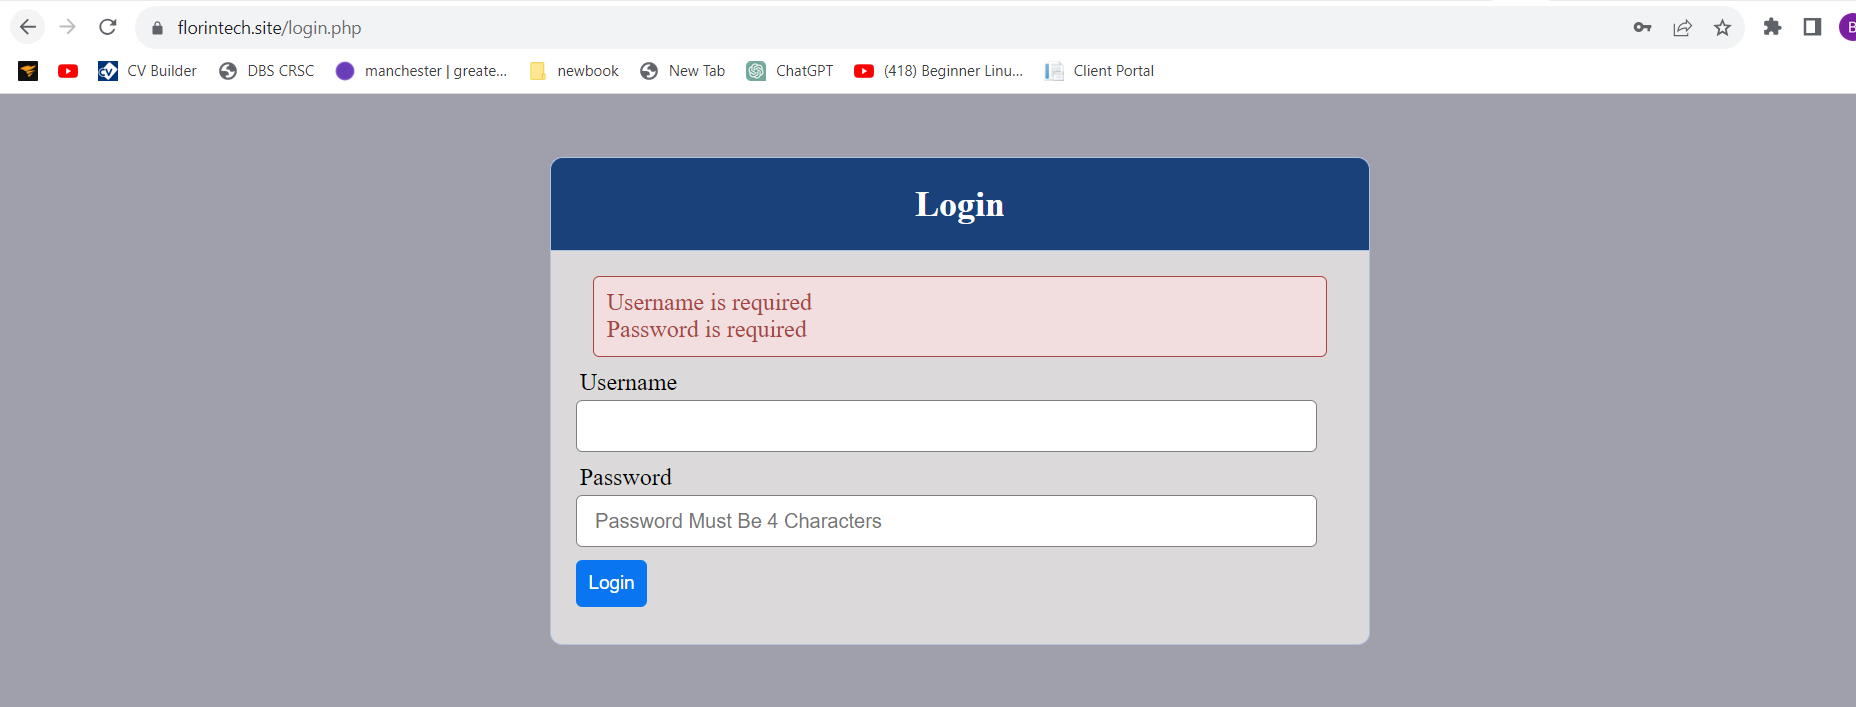 florintech.site/login.php
B
CV Builder DBS CRSC manchester | greate... newbook New Tab ChatGPT (418) Beginner Linu... Client Portal
Login
Username is required
Password is required
Username
Password
Password Must Be 4 Characters
Login